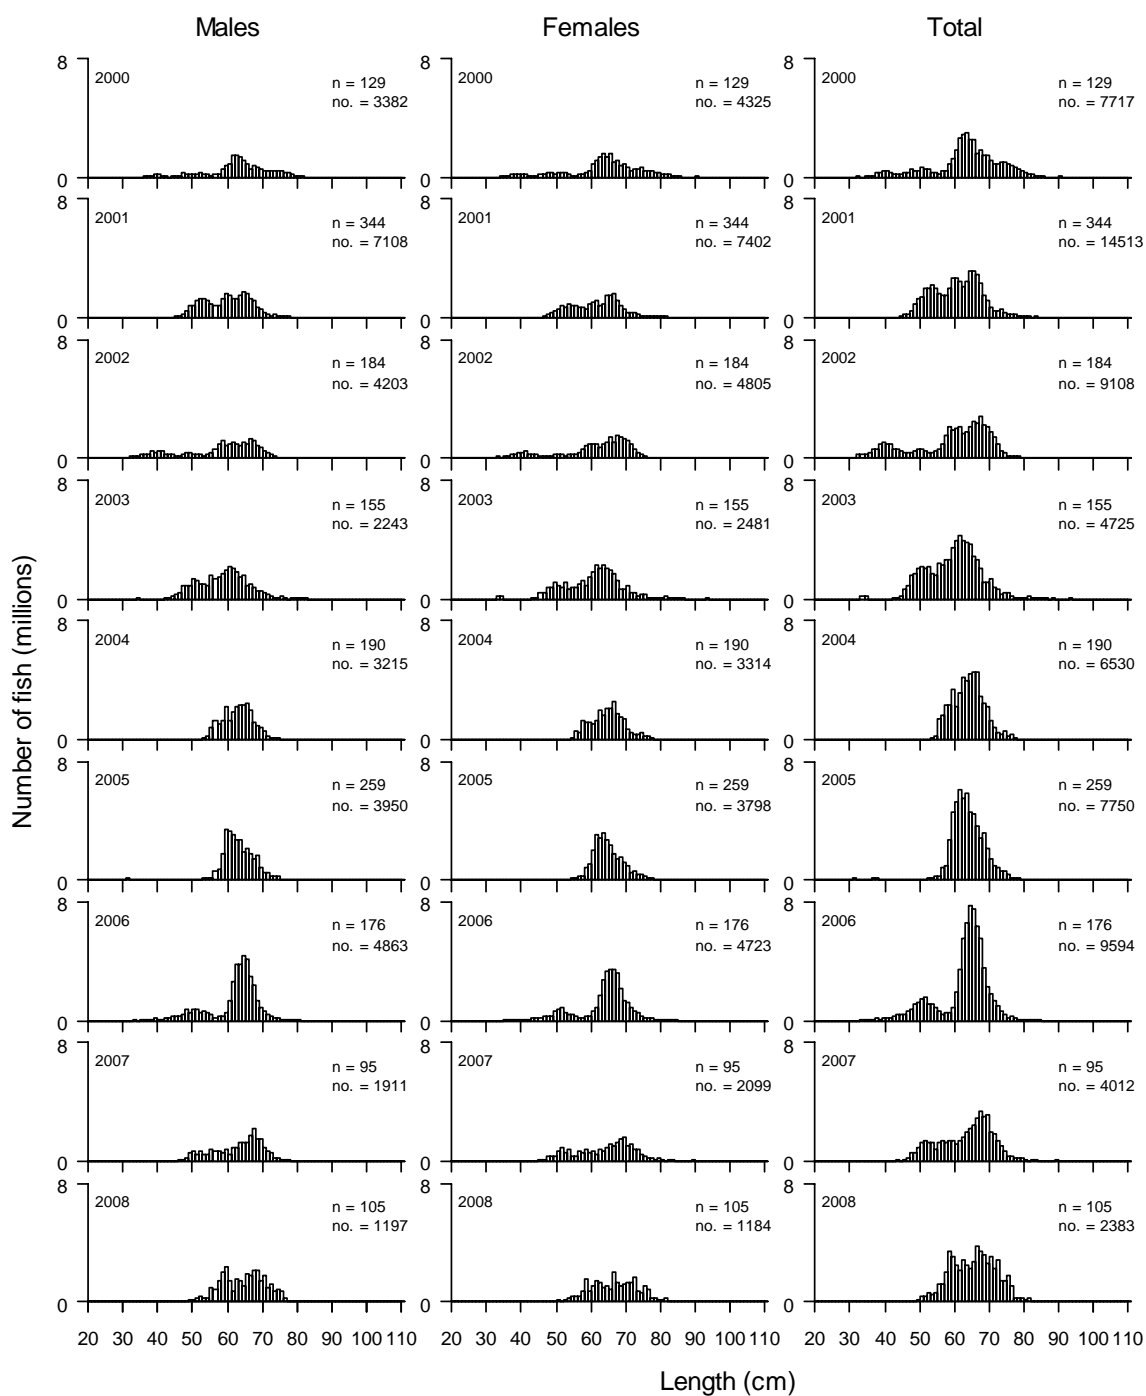 Males Females Total
8 8 8
2000 n = 129 2000 n = 129 2000 n = 129
no. = 3382 no. = 4325 no. = 7717
0 0 0
8 8 8
2001 n = 344 2001 n = 344 2001 n = 344
no. = 7108 no. = 7402 no. = 14513
0 0 0
8 8 8
2002 n = 184 2002 n = 184 2002 n = 184
no. = 4203 no. = 4805 no. = 9108
0 0 0
8 8 8
2003 n = 155 2003 n = 155 2003 n = 155
no. = 2243 no. = 2481 no. = 4725
0 0 0
8 8 8
2004 n = 190 2004 n = 190 2004 n = 190
no. = 3215 no. = 3314 no. = 6530
0 0 0
8 8 8
2005 n = 259 2005 n = 259 2005 n = 259
no. = 3950 no. = 3798 no. = 7750
0 0 0
8 8 8
2006 n = 176 2006 n = 176 2006 n = 176
no. = 4863 no. = 4723 no. = 9594
0 0 0
8 8 8
2007 n = 95 2007 n = 95 2007 n = 95
no. = 1911 no. = 2099 no. = 4012
0 0 0
8 8 8
2008 n = 105 2008 n = 105 2008 n = 105
no. = 1197 no. = 1184 no. = 2383
0 0 0
20 30 40 50 60 70 80 90 100 110 20 30 40 50 60 70 80 90 100 110 20 30 40 50 60 70 80 90 100 110
Number of fish (millions)
Length (cm)